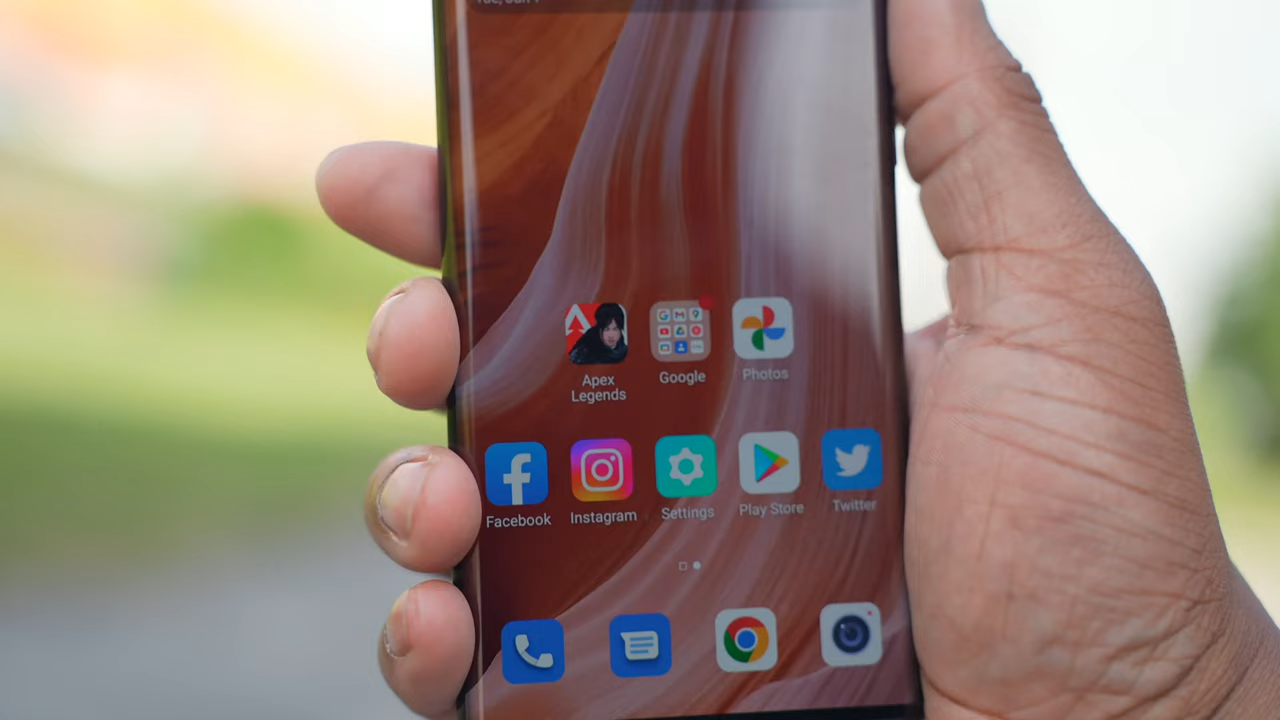 Apex
Legends
Google
Photos
Facebook
Instagram
Settings
Play Store
Twitter